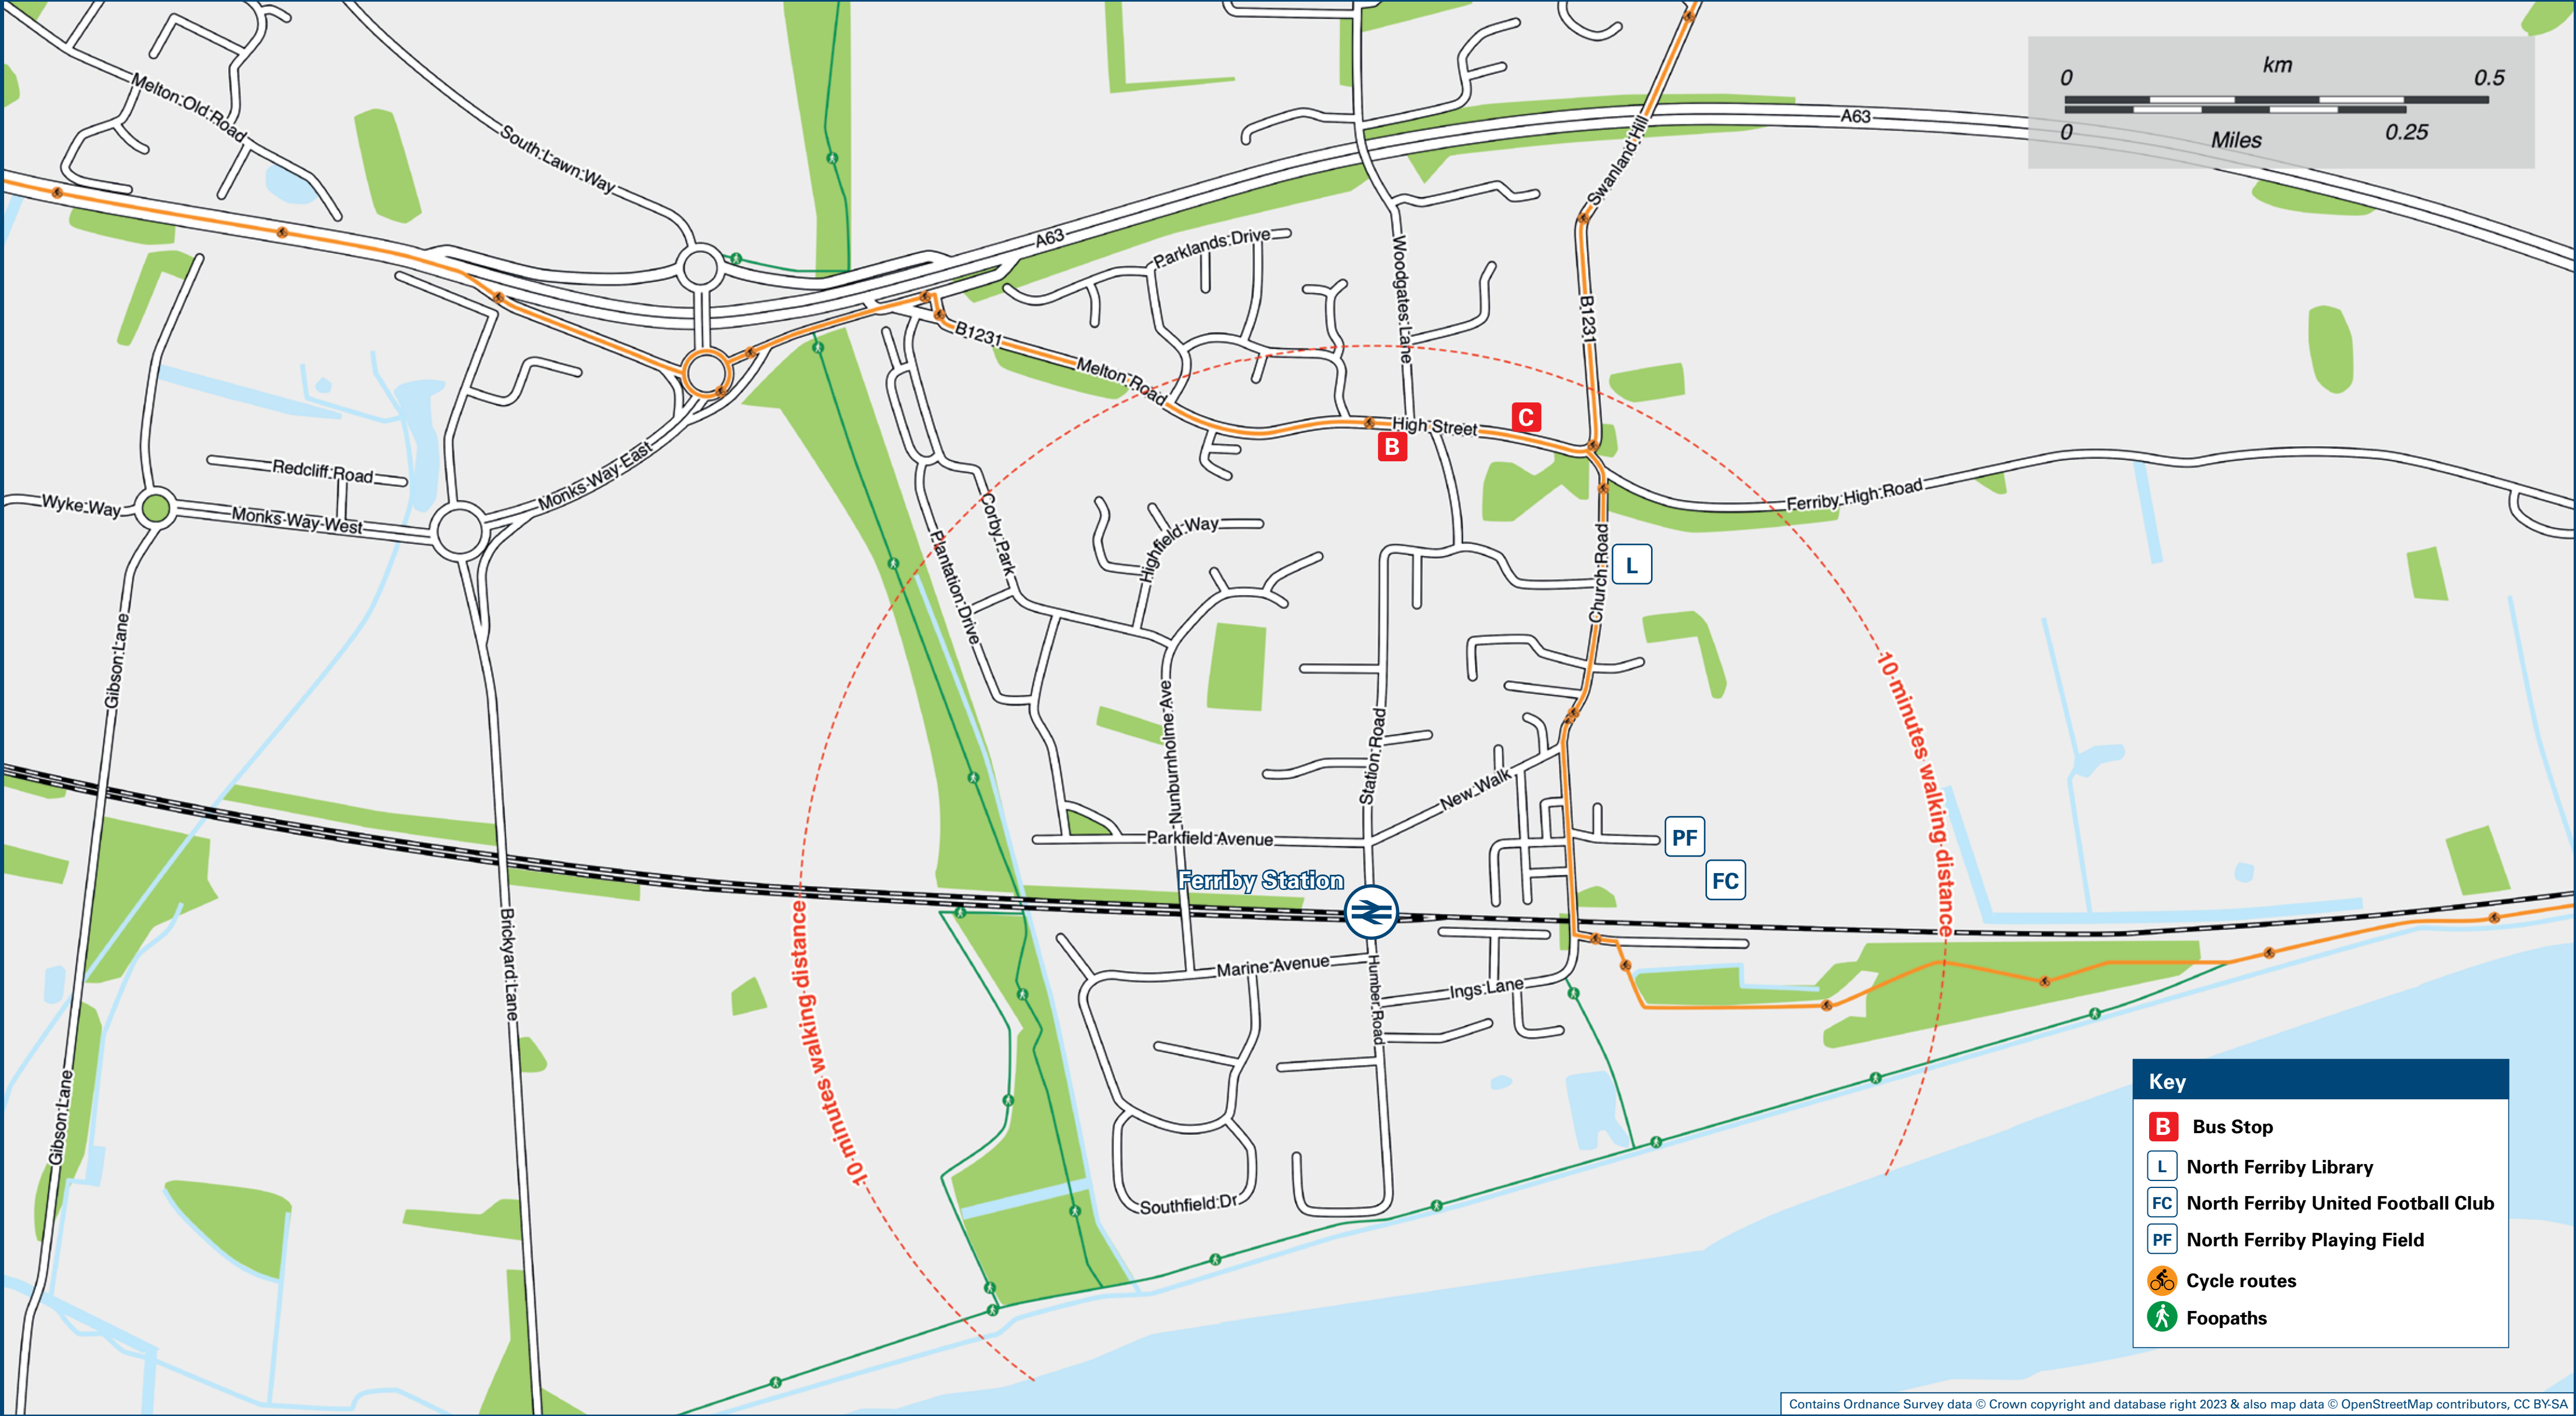 km
0 0.5
0 0.25
Miles
A63
Melton Old Road
South Lawn Way
Swanland Hill
A63
Parklands Drive
Woodgates Lane
B1231
B1231
Melton Road
High Street
C
B
Redcliff Road
Monks Way East
Wyke Way
Monks Way West
Ferriby High Road
Corby Park
Plantation Drive
Highfield Way
Church Road
L
Gibson Lane
10 minutes walking distance
Nunburnholme Ave
Station Road
New Walk
Parkfield Avenue
PF
FC
Ferriby Station
10 minutes walking distance
Brickyard Lane
Marine Avenue
Humber Road
Ings Lane
Gibson Lane
Southfield Dr
Key
B Bus Stop
L North Ferriby Library
FC North Ferriby United Football Club
PF North Ferriby Playing Field
Cycle routes
Foopaths
Contains Ordnance Survey data © Crown copyright and database right 2023 & also map data © OpenStreetMap contributors, CC BY-SA